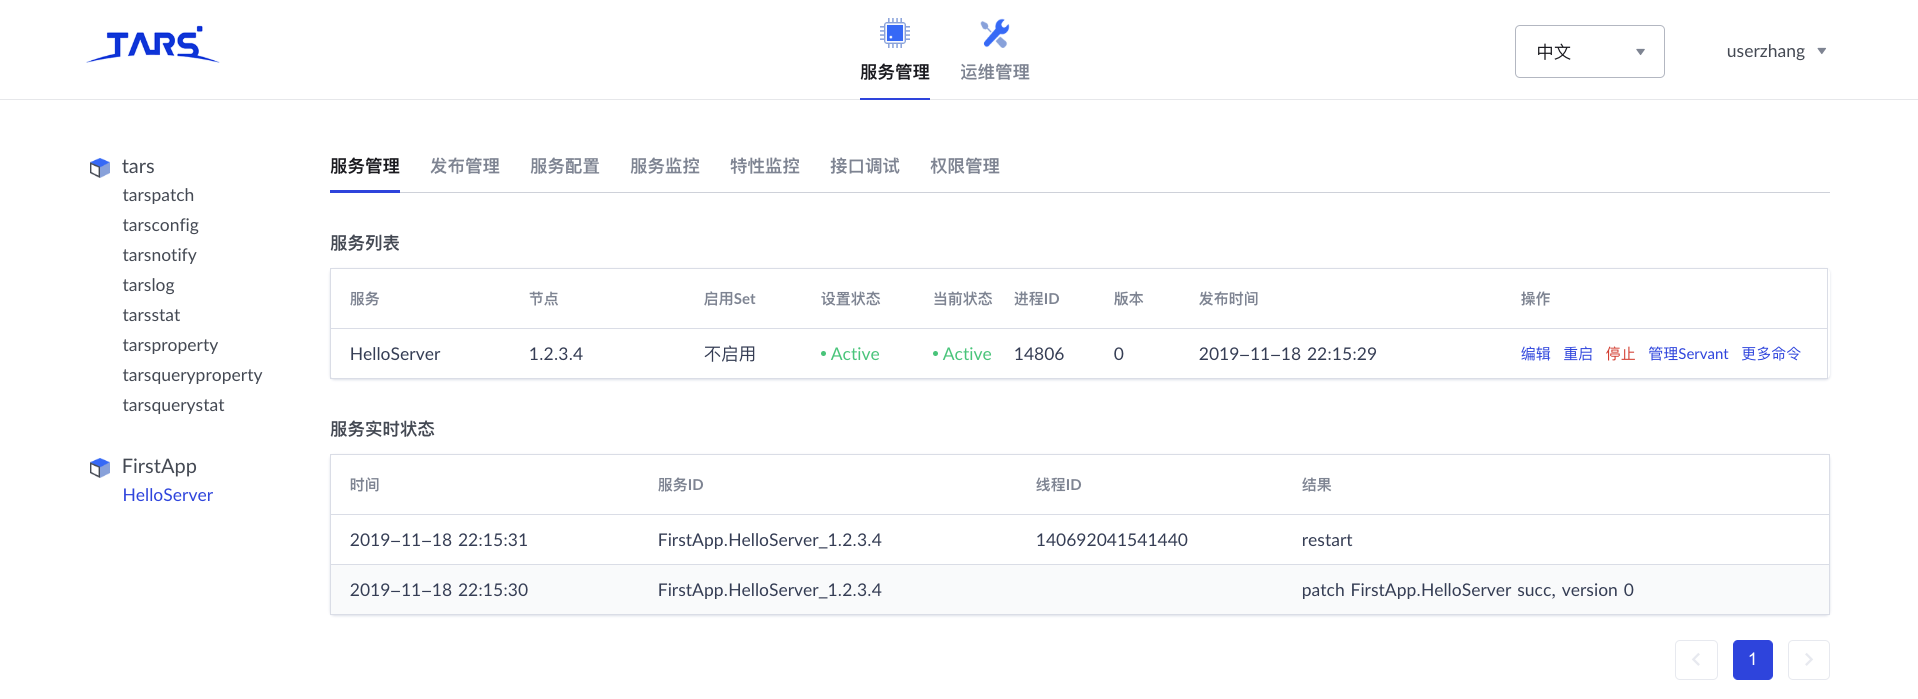 TARS
服务管理 运维管理
中文
userzhang
tars
tarspatch
tarsconfig
tarsnotify
tarslog
tarsstat
tarsproperty
tarsqueryproperty
tarsquerystat
FirstApp
HelloServer
服务管理 发布管理 服务配置 服务监控 特性监控 接口调试 权限管理
服务列表
服务 节点 启用Set 设置状态 当前状态 进程ID 版本 发布时间 操作
HelloServer 1.2.3.4 不启用 • Active • Active 14806 0 2019-11-18 22:15:29 编辑 重启 停止 管理Servant 更多命令
服务实时状态
时间 服务ID 线程ID 结果
2019-11-18 22:15:31 FirstApp.HelloServer_1.2.3.4 140692041541440 restart
2019-11-18 22:15:30 FirstApp.HelloServer_1.2.3.4 patch FirstApp.HelloServer succ, version 0
1